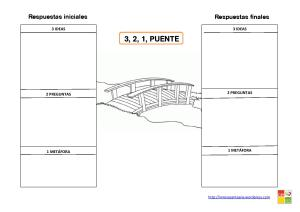 Respuestas iniciales
Respuestas finales
3 IDEAS
3 IDEAS
3, 2, 1, PUENTE
2 PREGUNTAS
2 PREGUNTAS
1 METÁFORA
1 METÁFORA